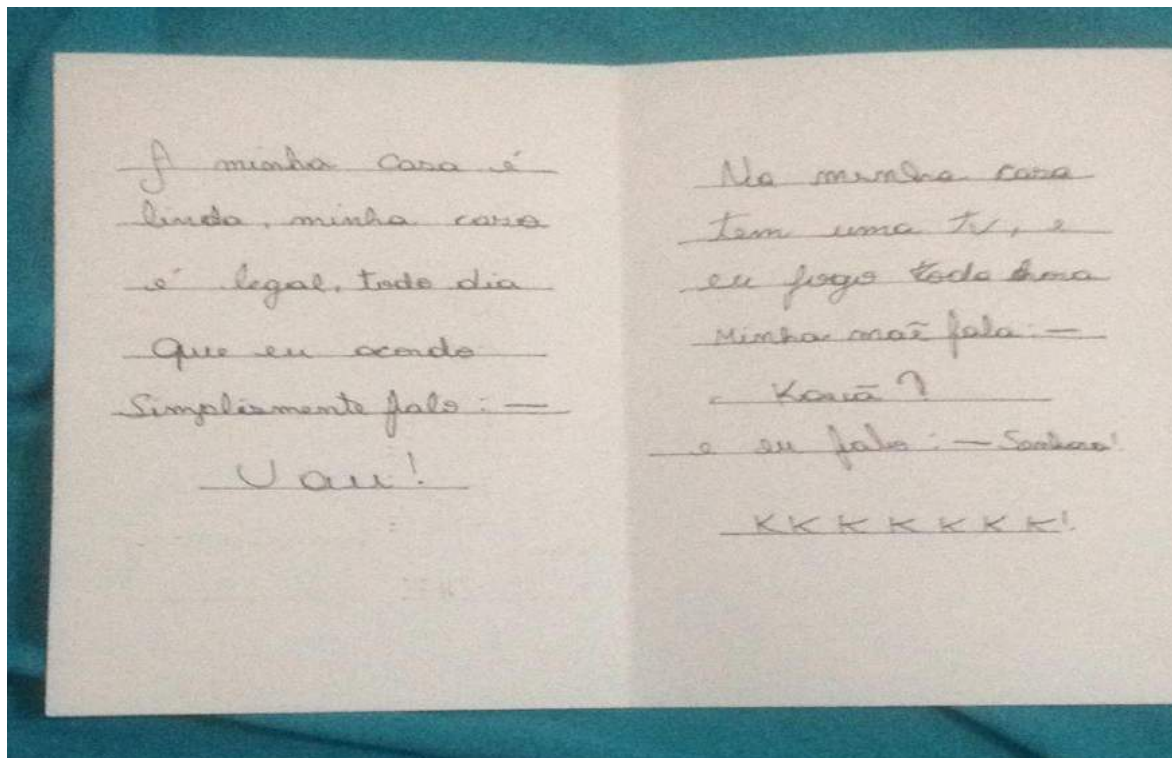 A minha casa é
linda, minha casa
é legal, todo dia
Que eu acordo
Simplismente falo: —
Uau!
Na minha casa
tem uma tv, e
eu jogo toda hora
Minha maẽ fala: —
Kauã?
e eu falo: — Senhora!
KKKKKKK!